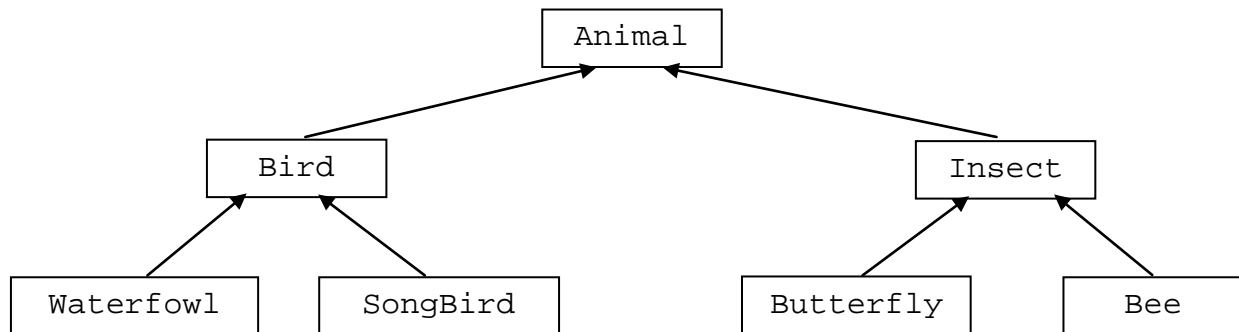 Animal
Bird
Insect
Waterfowl
SongBird
Butterfly
Bee